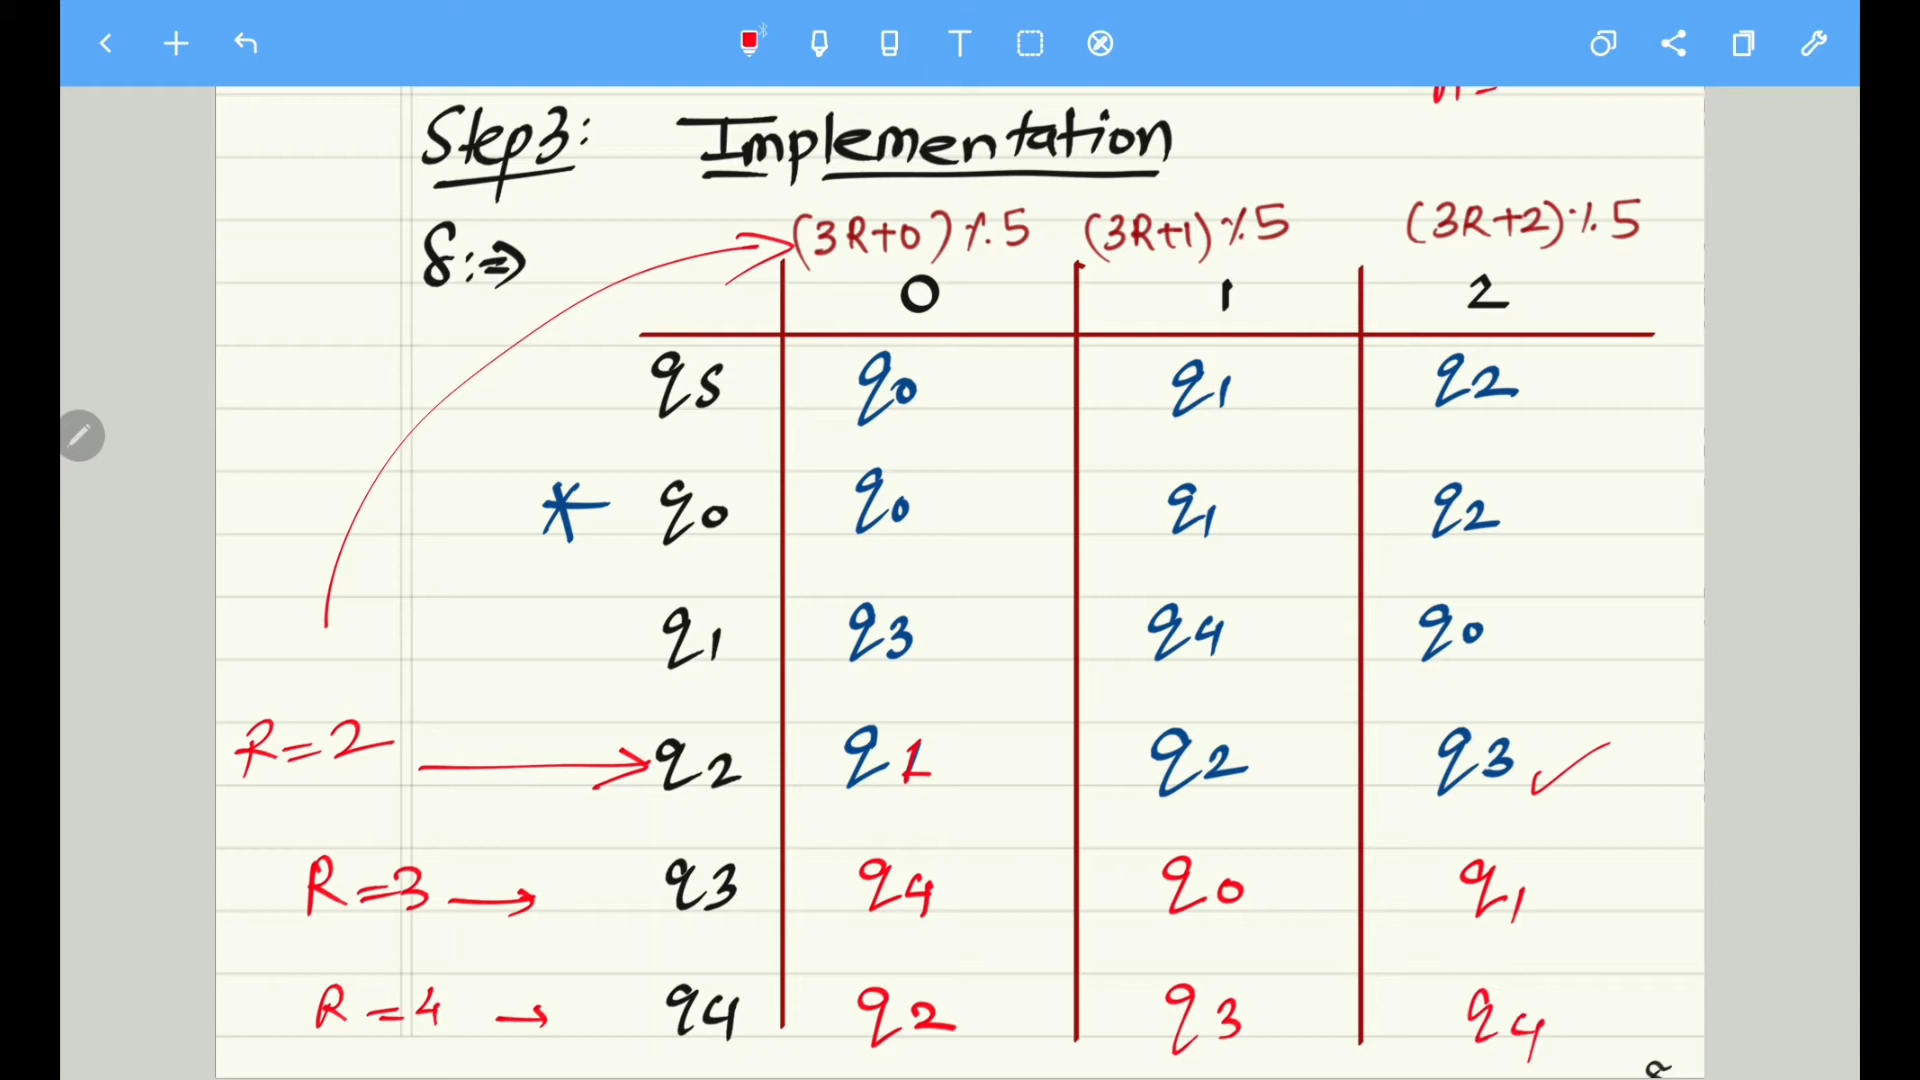 Step3: Implementation
δ:⇒ (3R+0)%5 (3R+1)%5 (3R+2)%5
0 1 2
qs q0 q1 q2
* q0 q0 q1 q2
q1 q3 q4 q0
R=2 → q2 q1 q2 q3 ✓
R=3 → q3 q4 q0 q1
R=4 → q4 q2 q3 q4